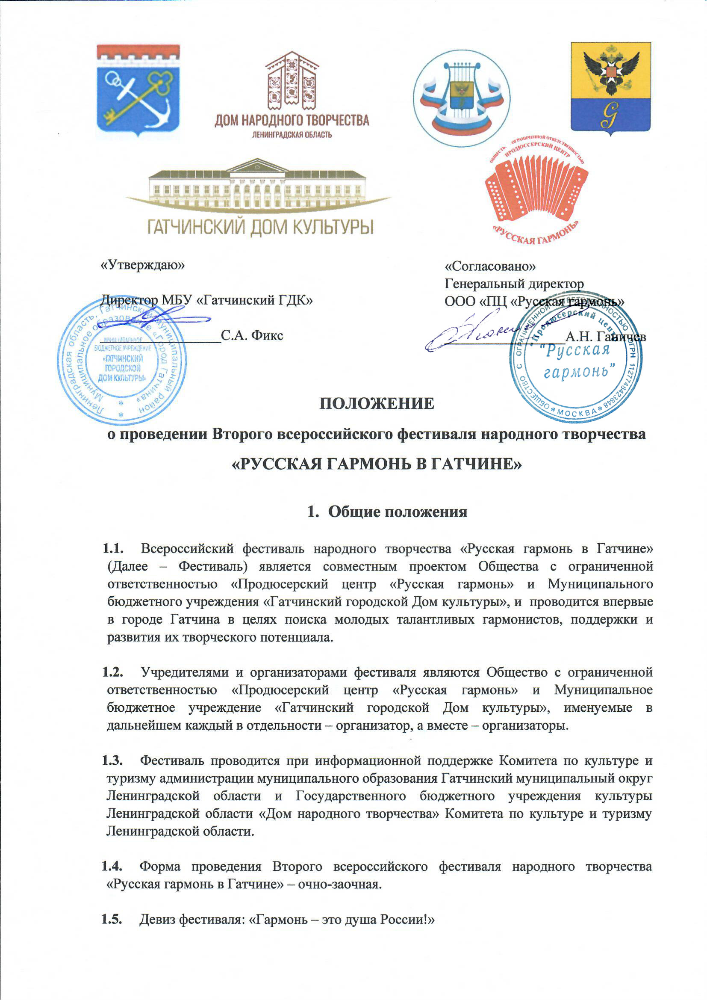 ДОМ НАРОДНОГО ТВОРЧЕСТВА
ЛЕНИНГРАДСКАЯ ОБЛАСТЬ
G
ГАТЧИНСКИЙ ДОМ КУЛЬТУРЫ
ОГРАНИЧЕННОЙ ОТВЕТСТВЕННОСТЬЮ
ПРОДЮССЕРСКИЙ ЦЕНТР
«РУССКАЯ ГАРМОНЬ»
«Утверждаю»
Директор МБУ «Гатчинский ГДК»
С.А. Фикс
«Согласовано»
Генеральный директор
ООО «ПЦ «Русская гармонь»
А.Н. Ганичев
Ленинградская область, Гатчинский муниципальный район
Муниципальное образование «Город Гатчина»
МУНИЦИПАЛЬНОЕ
БЮДЖЕТНОЕ УЧРЕЖДЕНИЕ
«ГАТЧИНСКИЙ
ГОРОДСКОЙ
ДОМ КУЛЬТУРЫ»
ОБЩЕСТВО С ОГРАНИЧЕННОЙ ОТВЕТСТВЕННОСТЬЮ ОГРН 1127748423848
* МОСКВА *
"Продюсерский центр
"Русская
гармонь"
ПОЛОЖЕНИЕ
о проведении Второго всероссийского фестиваля народного творчества
«РУССКАЯ ГАРМОНЬ В ГАТЧИНЕ»
1. Общие положения
1.1. Всероссийский фестиваль народного творчества «Русская гармонь в Гатчине»
(Далее – Фестиваль) является совместным проектом Общества с ограниченной
ответственностью «Продюсерский центр «Русская гармонь» и Муниципального
бюджетного учреждения «Гатчинский городской Дом культуры», и проводится впервые
в городе Гатчина в целях поиска молодых талантливых гармонистов, поддержки и
развития их творческого потенциала.
1.2. Учредителями и организаторами фестиваля являются Общество с ограниченной
ответственностью «Продюсерский центр «Русская гармонь» и Муниципальное
бюджетное учреждение «Гатчинский городской Дом культуры», именуемые в
дальнейшем каждый в отдельности – организатор, а вместе – организаторы.
1.3. Фестиваль проводится при информационной поддержке Комитета по культуре и
туризму администрации муниципального образования Гатчинский муниципальный округ
Ленинградской области и Государственного бюджетного учреждения культуры
Ленинградской области «Дом народного творчества» Комитета по культуре и туризму
Ленинградской области.
1.4. Форма проведения Второго всероссийского фестиваля народного творчества
«Русская гармонь в Гатчине» – очно-заочная.
1.5. Девиз фестиваля: «Гармонь – это душа России!»